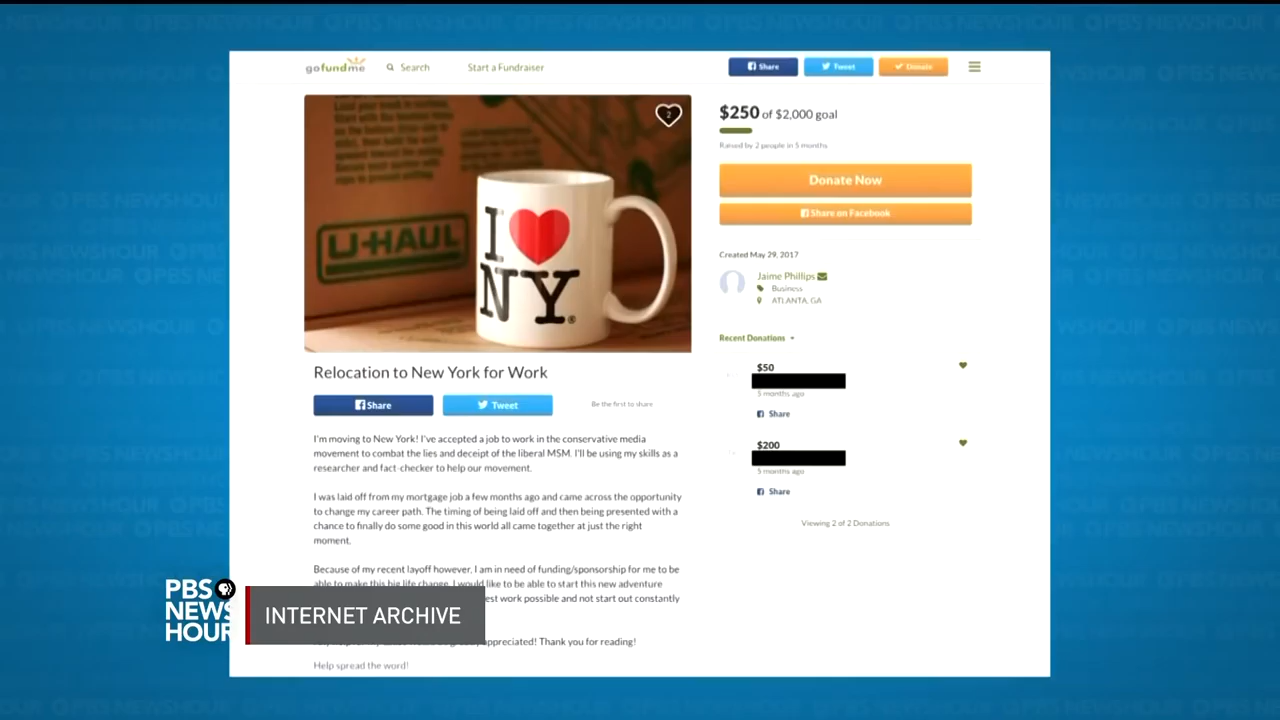 gofundme
Search
Start a Fundraiser
Share
Tweet
Donate
2
U-HAUL
I
NY
®
$250 of $2,000 goal
Raised by 2 people in 5 months
Donate Now
Share on Facebook
Created May 29, 2017
Jaime Phillips
Business
ATLANTA, GA
Recent Donations
$50
5 months ago
Share
$200
5 months ago
Share
Viewing 2 of 2 Donations
Relocation to New York for Work
Share
Tweet
Be the first to share
I'm moving to New York! I've accepted a job to work in the conservative media
movement to combat the lies and deceipt of the liberal MSM. I'll be using my skills as a
researcher and fact-checker to help our movement.
I was laid off from my mortgage job a few months ago and came across the opportunity
to change my career path. The timing of being laid off and then being presented with a
chance to finally do some good in this world all came together at just the right
moment.
Because of my recent layoff however, I am in need of funding/sponsorship for me to be
able to make this big life change. I would like to be able to start this new adventure
est work possible and not start out constantly
appreciated! Thank you for reading!
Help spread the word!
PBS
NEWS
HOUR
INTERNET ARCHIVE